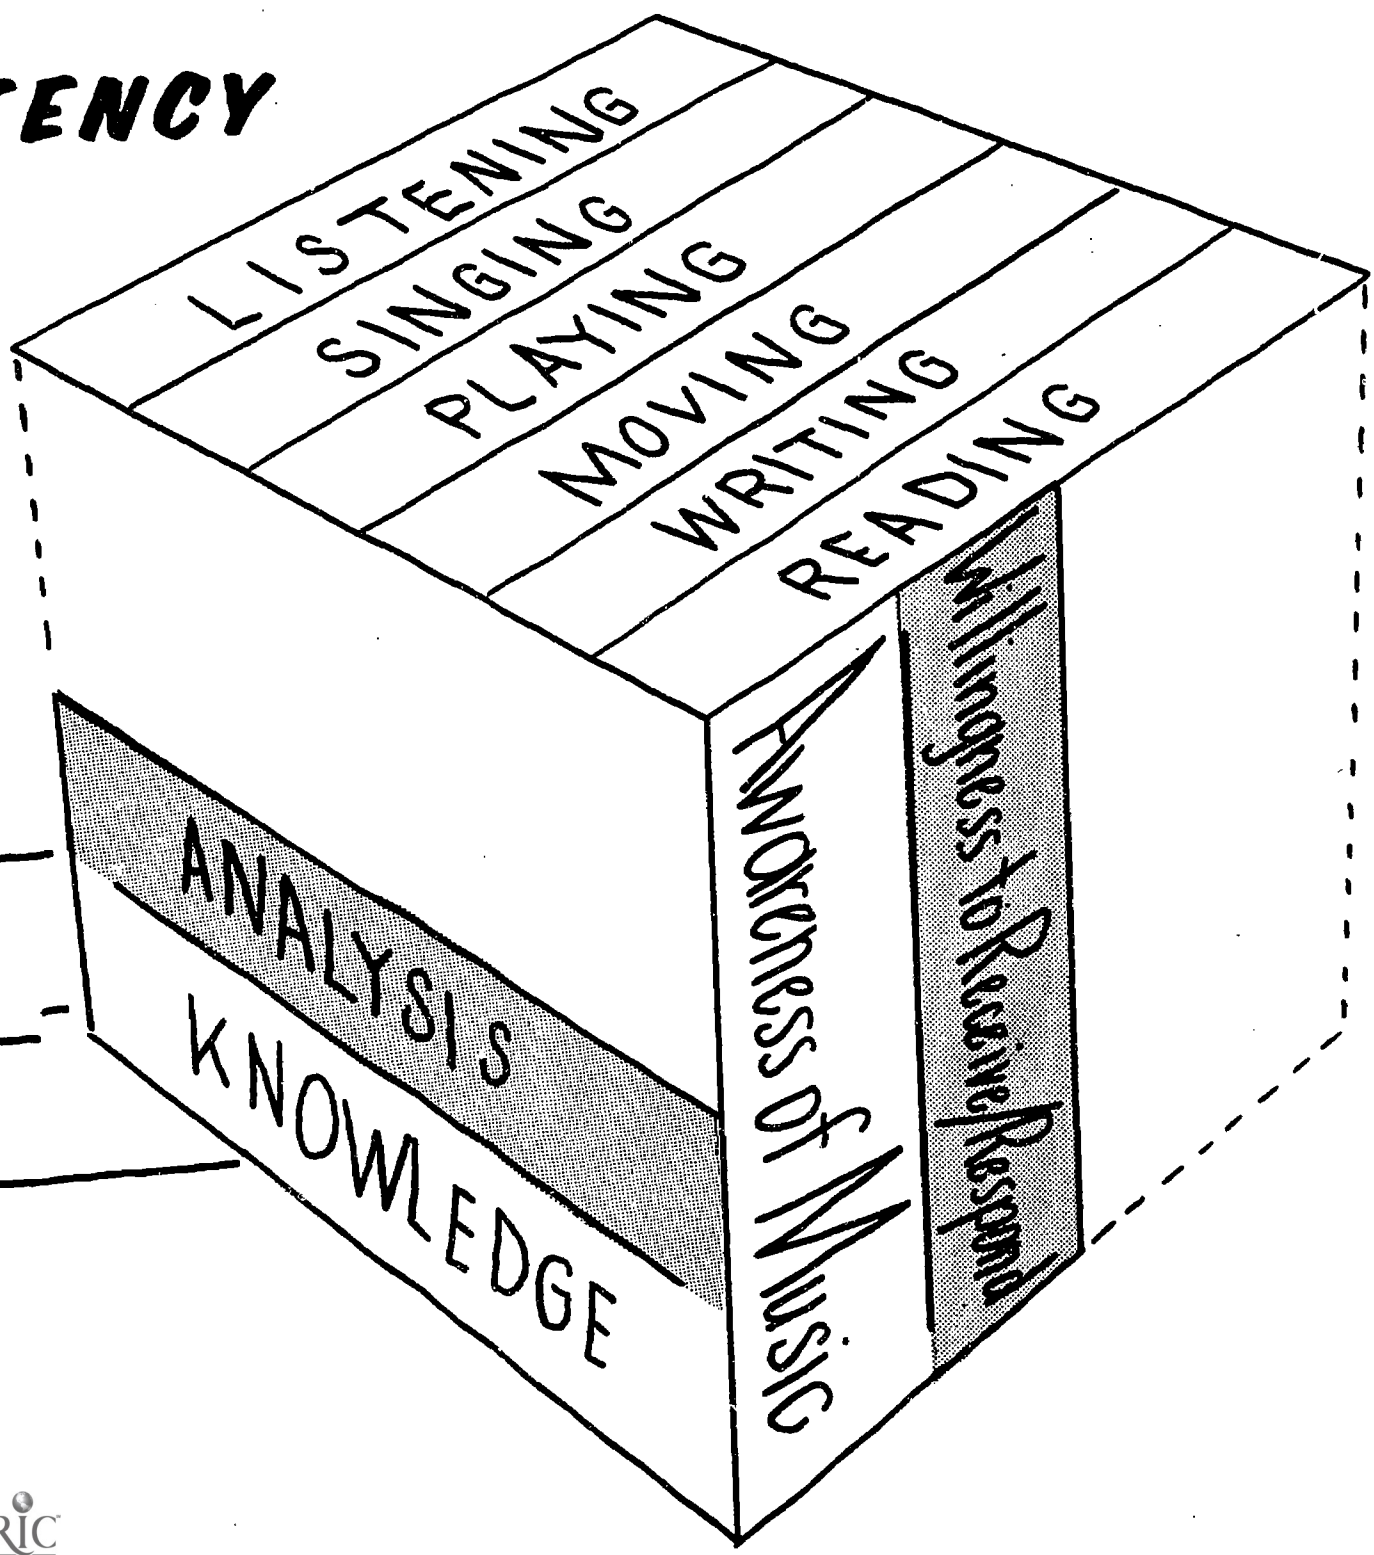 TENCY
LISTENING
SINGING
PLAYING
MOVING
WRITING
READING
ANALYSIS
KNOWLEDGE
Awareness of Music
Willingness to Receive/Respond
RIC